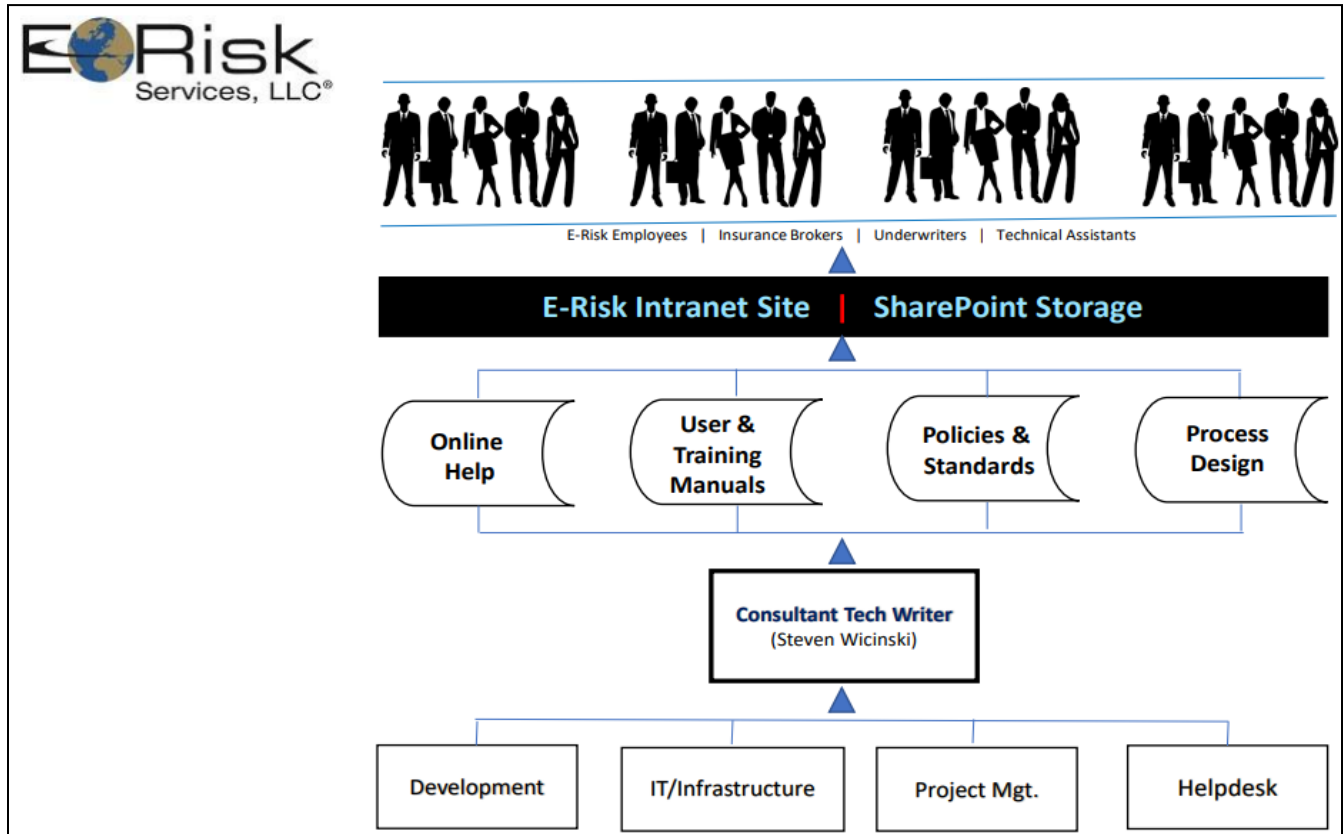 E Risk
Services, LLC®
E-Risk Employees | Insurance Brokers | Underwriters | Technical Assistants
E-Risk Intranet Site | SharePoint Storage
Online
Help
User &
Training
Manuals
Policies &
Standards
Process
Design
Consultant Tech Writer
(Steven Wicinski)
Development
IT/Infrastructure
Project Mgt.
Helpdesk